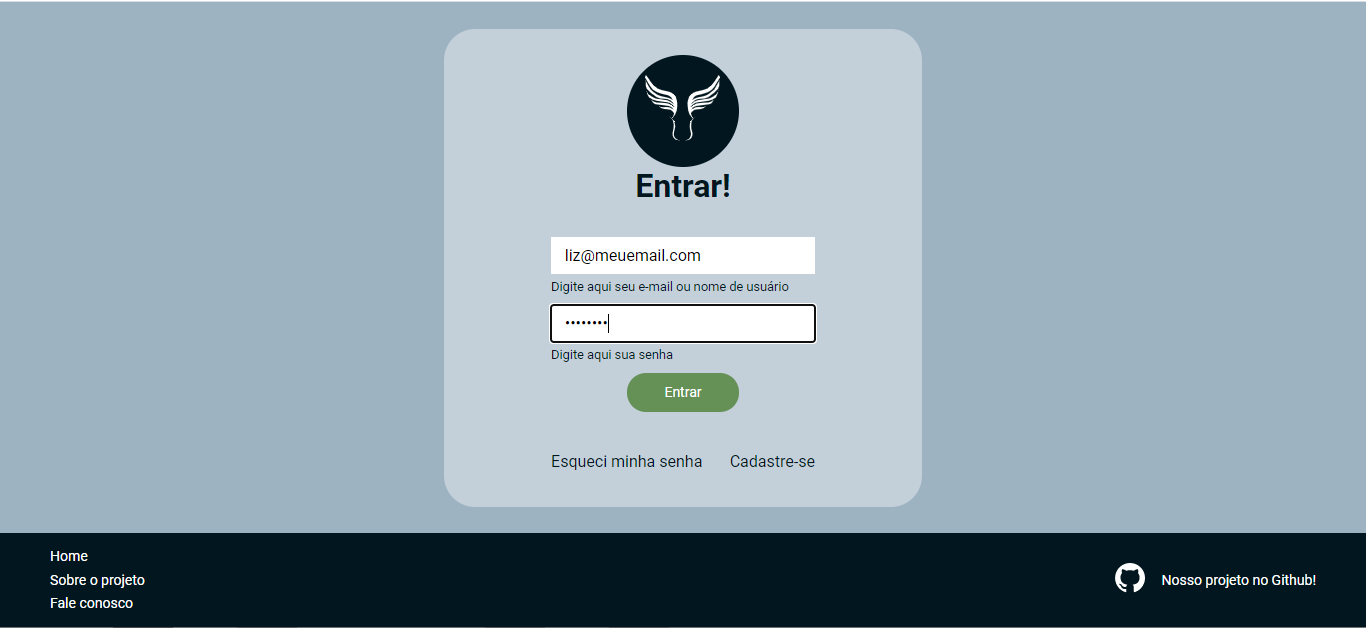 Entrar!
liz@meuemail.com
Digite aqui seu e-mail ou nome de usuário
••••••••
Digite aqui sua senha
Entrar
Esqueci minha senha Cadastre-se
Home
Sobre o projeto
Fale conosco
Nosso projeto no Github!